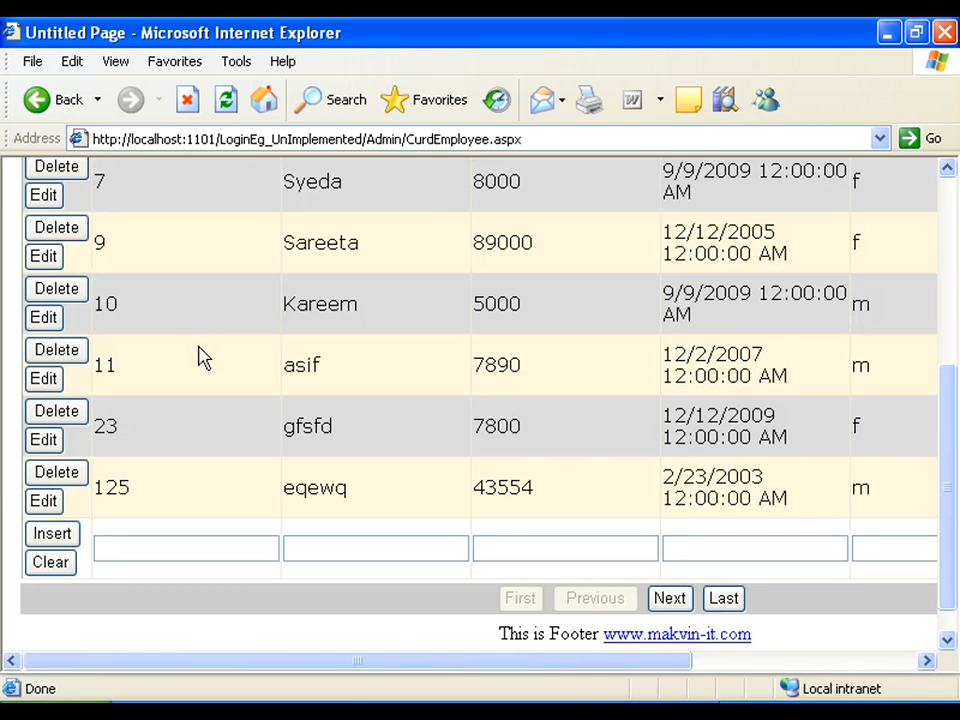 Untitled Page - Microsoft Internet Explorer
File Edit View Favorites Tools Help
Back Search Favorites
Address http://localhost:1101/LoginEg_UnImplemented/Admin/CurdEmployee.aspx Go
Delete Edit 7 Syeda 8000 9/9/2009 12:00:00 AM f
Delete Edit 9 Sareeta 89000 12/12/2005 12:00:00 AM f
Delete Edit 10 Kareem 5000 9/9/2009 12:00:00 AM m
Delete Edit 11 asif 7890 12/2/2007 12:00:00 AM m
Delete Edit 23 gfsfd 7800 12/12/2009 12:00:00 AM f
Delete Edit 125 eqewq 43554 2/23/2003 12:00:00 AM m
Insert
Clear
First Previous Next Last
This is Footer www.makvin-it.com
Done Local intranet